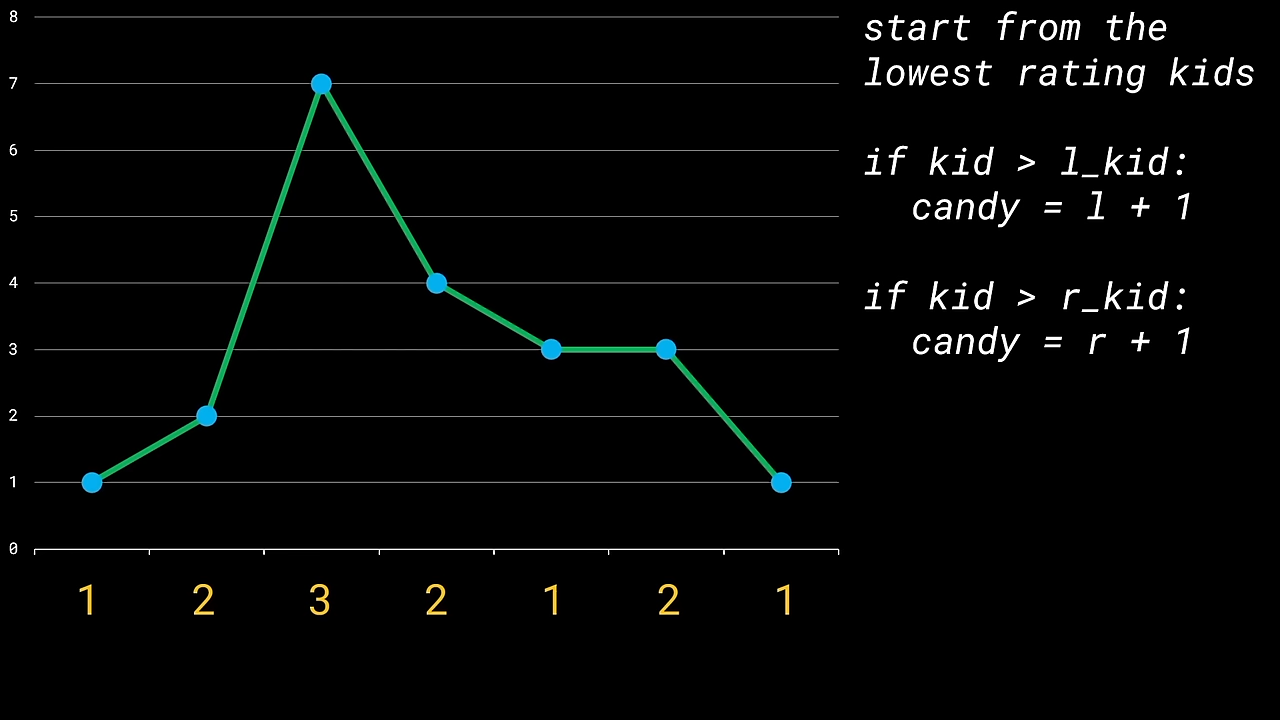 8
7
6
5
4
3
2
1
0
1 2 3 2 1 2 1
start from the
lowest rating kids
if kid > l_kid:
candy = l + 1
if kid > r_kid:
candy = r + 1